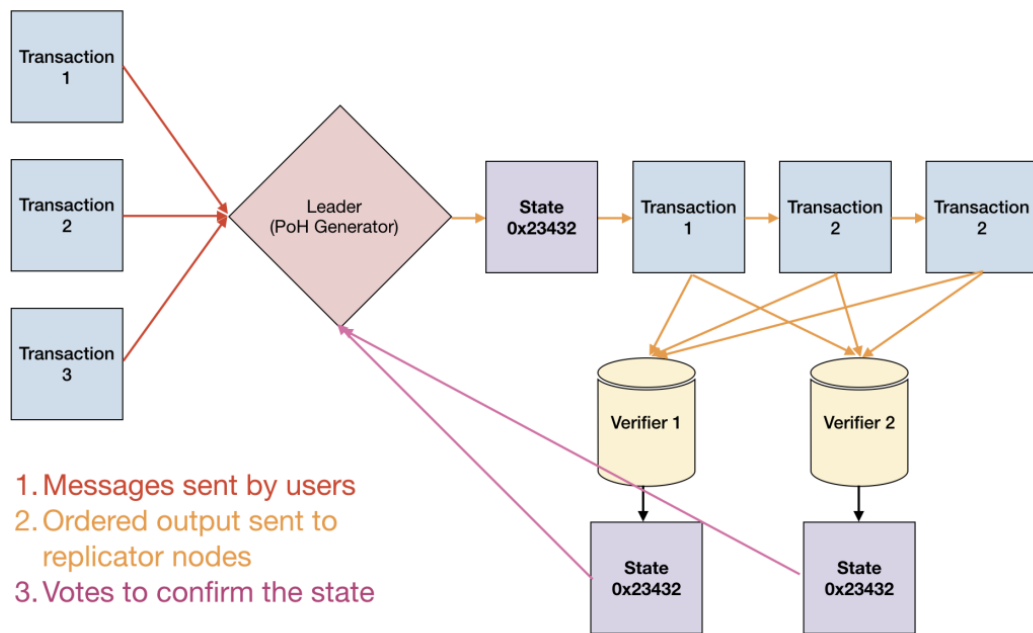 Transaction
1
Transaction
2
Transaction
3
Leader
(PoH Generator)
State
0x23432
Transaction
1
Transaction
2
Transaction
2
Verifier 1
Verifier 2
State
0x23432
State
0x23432
1. Messages sent by users
2. Ordered output sent to
replicator nodes
3. Votes to confirm the state